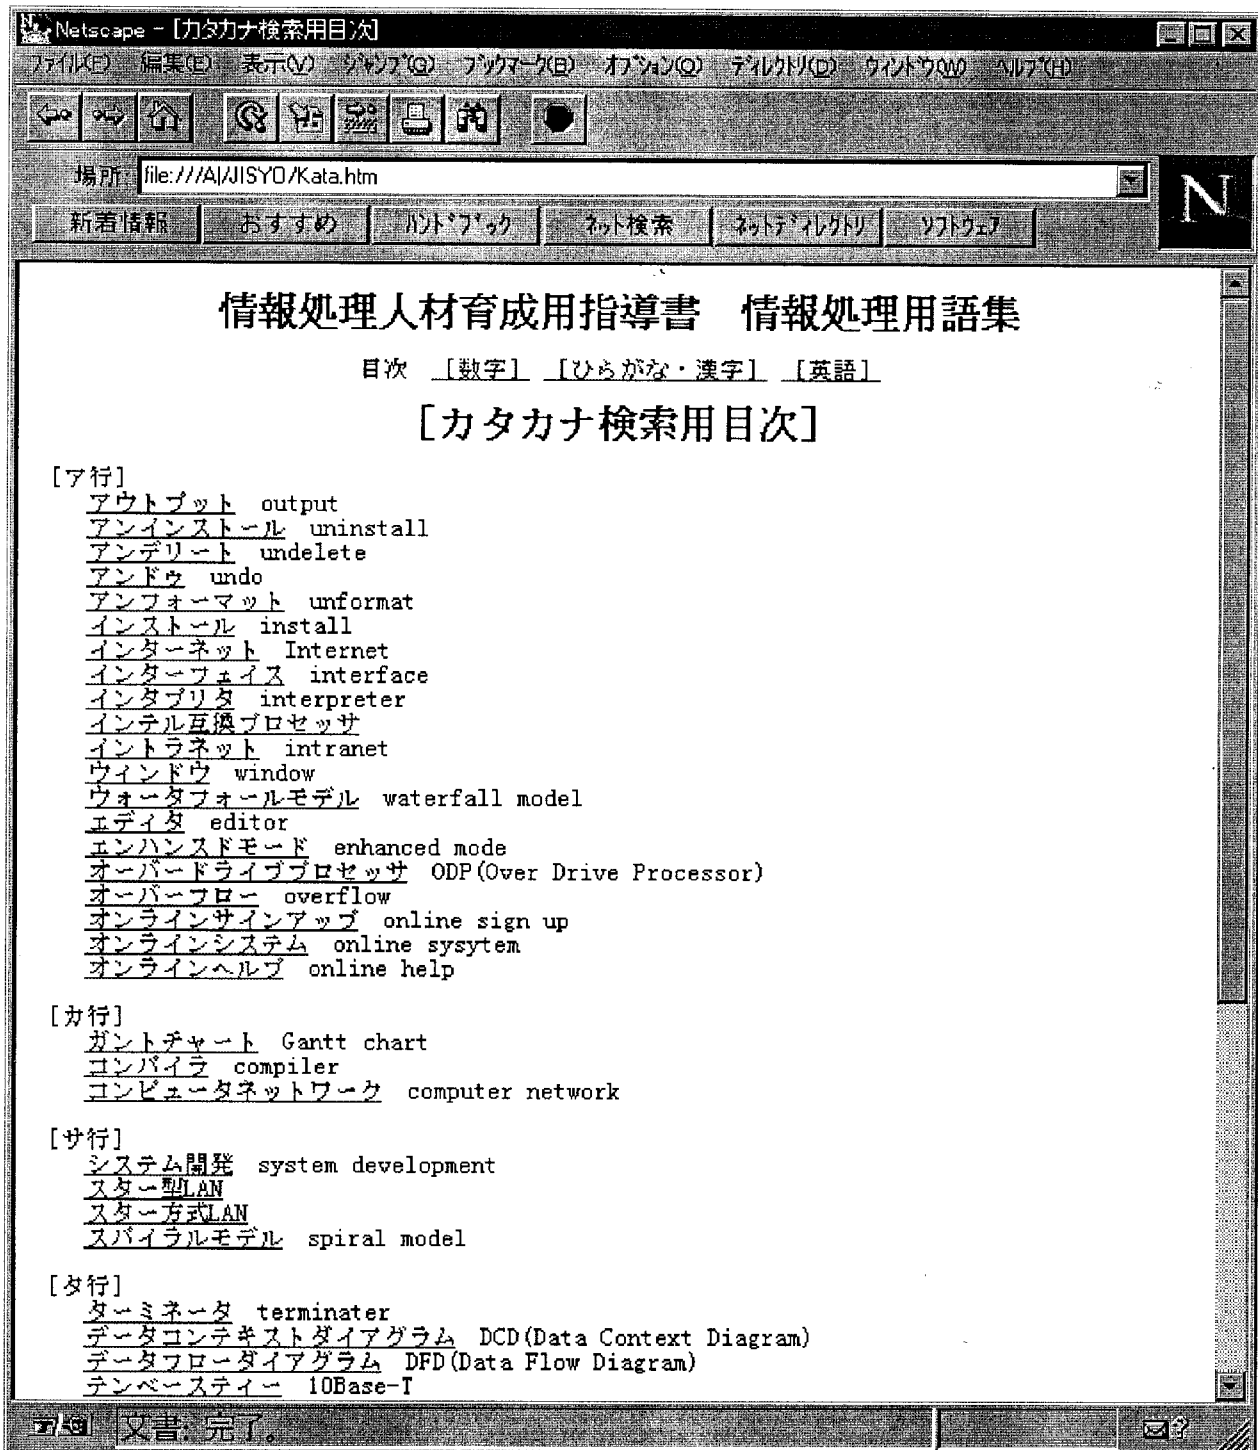 Netscape - [カタカナ検索用目次]
ファイル(F) 編集(E) 表示(V) ジャンプ(G) ブックマーク(B) オプション(O) ディレクトリ(D) ウィンドウ(W) ヘルプ(H)
場所: file:///A|/JISYO/Kata.htm
N
新着情報 おすすめ ハンドブック ネット検索 ネットディレクトリ ソフトウェア
情報処理人材育成用指導書 情報処理用語集
目次 [数字] [ひらがな・漢字] [英語]
[カタカナ検索用目次]
[ア行]
アウトプット output
アンインストール uninstall
アンデリート undelete
アンドゥ undo
アンフォーマット unformat
インストール install
インターネット Internet
インターフェイス interface
インタプリタ interpreter
インテル互換プロセッサ
イントラネット intranet
ウィンドウ window
ウォータフォールモデル waterfall model
エディタ editor
エンハンスドモード enhanced mode
オーバードライブプロセッサ ODP(Over Drive Processor)
オーバーフロー overflow
オンラインサインアップ online sign up
オンラインシステム online sysytem
オンラインヘルプ online help
[カ行]
ガントチャート Gantt chart
コンパイラ compiler
コンピュータネットワーク computer network
[サ行]
システム開発 system development
スター型LAN
スター方式LAN
スパイラルモデル spiral model
[タ行]
ターミネータ terminater
データコンテキストダイアグラム DCD(Data Context Diagram)
データフローダイアグラム DFD(Data Flow Diagram)
テンベースティー 10Base-T
文書: 完了。